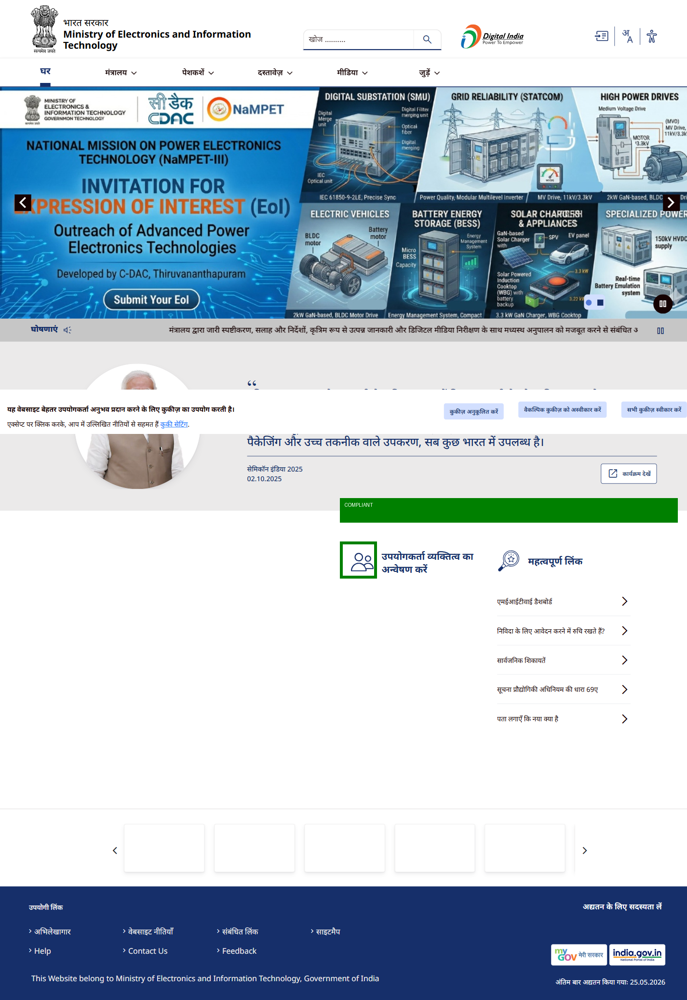 भारत सरकार
Ministry of Electronics and Information
Technology
सत्यमेव जयते
खोज ..........
Digital India
Power To Empower
घर
मंत्रालय
पेशकशें
दस्तावेज़
मीडिया
जुड़ें
MINISTRY OF
ELECTRONICS &
INFORMATION TECHNOLOGY
GOVERNMON TECHNOLOGY
सी डैक
CDAC
NaMPET
NATIONAL MISSION ON POWER ELECTRONICS
TECHNOLOGY (NaMPET-III)
INVITATION FOR
XPRESSION OF INTEREST (EoI)
Outreach of Advanced Power
Electronics Technologies
Developed by C-DAC, Thiruvananthapuram
Submit Your EoI
DIGITAL SUBSTATION (SMU)
Digital
Merge
unit
Digital Fillter
merging unit
Optical
fiber
Digital
merging
IEC
Optical unit
IEC 61850-9-2LE, Precise Sync
GRID RELIABILITY (STATCOM)
Power Quality, Modular Multilevel inverter
MV Drive, 11kV/3.3kV
HIGH POWER DRIVES
Medium Voltage Drive
(MVO)
MV Drive,
11kV/3.3k
MOTOR
'3.3kV
2kW GaN-based, BLDC
ELECTRIC VEHICLES
BLDC
motor
Battery
motor
2kW GaN-based, BLDC Motor Drive
BATTERY ENERGY
STORAGE (BESS)
Micro
BESS
Capacity
Energy
Management
System
Energy Management System, Compact
SOLAR
& APPLIANCES
GaN-based
Solar Charger
with
SPV
EV panel
Solar Powered
Induction
Cooktop
(WBG) with
battery
backup
3.3 kW
3.22 kW
3.3 kW GaN Charger, WBG Cooktop
SPECIALIZED POWER
150kV HVDC
supply
Real-time
Battery Emulation
system
घोषणाएं
मंत्रालय द्वारा जारी स्पष्टीकरण, सलाह और निर्देशों, कृत्रिम रूप से उत्पन्न जानकारी और डिजिटल मीडिया निरीक्षण के साथ मध्यस्थ अनुपालन को मजबूत करने से संबंधित
“
यह वेबसाइट बेहतर उपयोगकर्ता अनुभव प्रदान करने के लिए कुकीज़ का उपयोग करती है।
एक्सेप्ट पर क्लिक करके, आप में उल्लिखित नीतियों से सहमत हैं कुकी सेटिंग.
कुकीज़ अनुकूलित करें
वैकल्पिक कुकीज़ को अस्वीकार करें
सभी कुकीज़ स्वीकार करें
पैकेजिंग और उच्च तकनीक वाले उपकरण, सब कुछ भारत में उपलब्ध है।
सेमिकॉन इंडिया 2025
02.10.2025
कार्यक्रम देखें
COMPLIANT
उपयोगकर्ता व्यक्तित्व का
अन्वेषण करें
महत्वपूर्ण लिंक
एमईआईटीवाई डैशबोर्ड
निविदा के लिए आवेदन करने में रुचि रखते हैं?
सार्वजनिक शिकायतें
सूचना प्रौद्योगिकी अधिनियम की धारा 69ए
पता लगाएँ कि नया क्या है
उपयोगी लिंक
अद्यतन के लिए सदस्यता लें
अभिलेखागार
वेबसाइट नीतियाँ
संबंधित लिंक
साइटमैप
Help
Contact Us
Feedback
my
GOV मेरी सरकार
india.gov.in
National Portal of India
This Website belong to Ministry of Electronics and Information Technology, Government of India
अंतिम बार अद्यतन किया गया: 25.05.2026